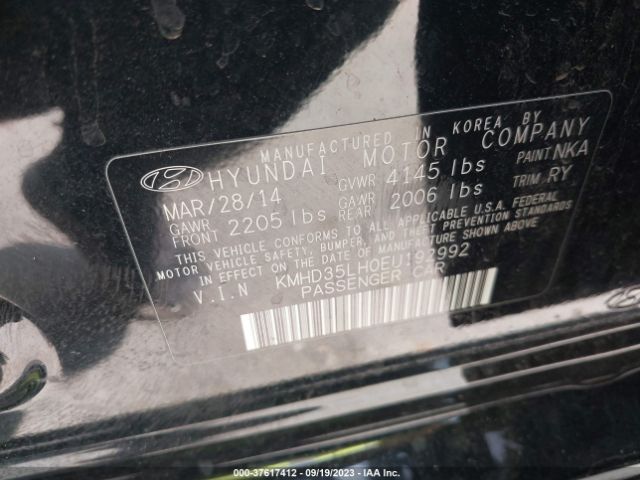 MANUFACTURED IN KOREA BY
HYUNDAI MOTOR COMPANY
MAR/28/14 GVWR 4145 lbs PAINT NKA
GAWR FRONT 2205 lbs GAWR REAR 2006 lbs TRIM RY
THIS VEHICLE CONFORMS TO ALL APPLICABLE U.S.A. FEDERAL
MOTOR VEHICLE SAFETY, BUMPER, AND THEFT PREVENTION STANDARDS
IN EFFECT ON THE DATE OF MANUFACTURE SHOWN ABOVE.
V.I.N KMHD35LH0EU192992
PASSENGER CAR
000-37617412 - 09/19/2023 - IAA Inc.